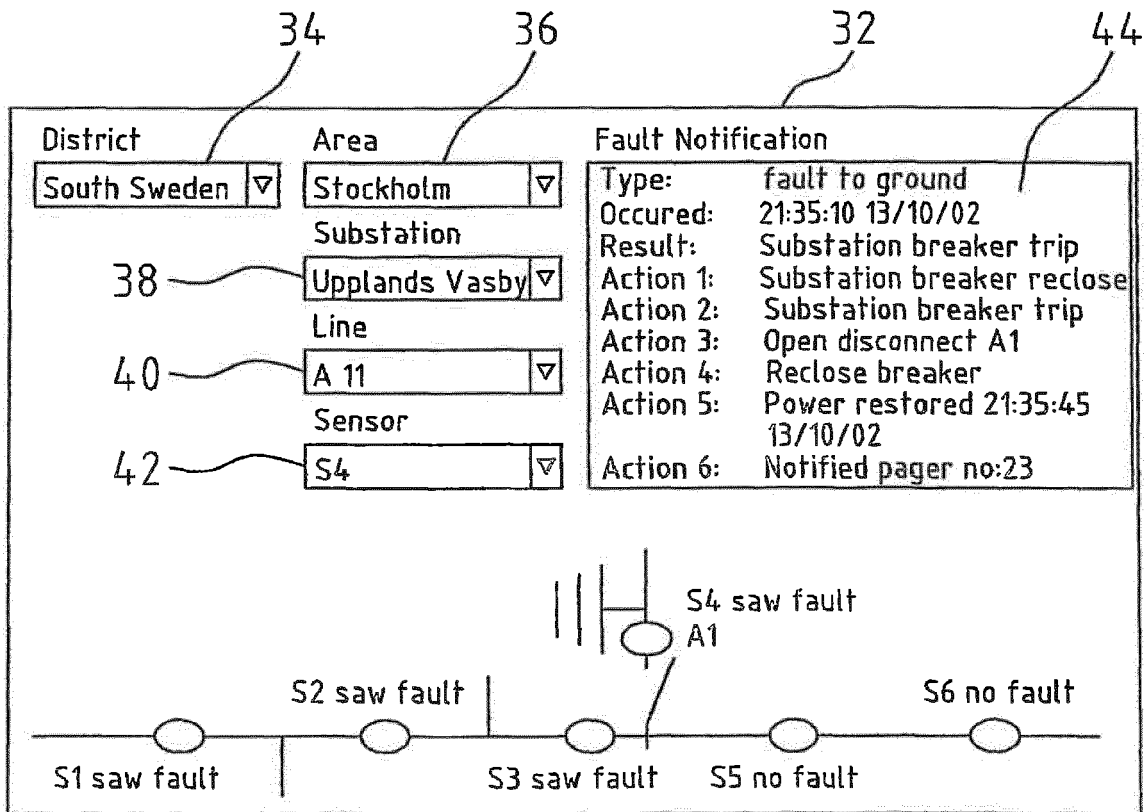 34 36 32 44
District
South Sweden
Area
Stockholm
Substation
38 Upplands Vasby
Line
40 A 11
Sensor
42 S4
Fault Notification
Type: fault to ground
Occured: 21:35:10 13/10/02
Result: Substation breaker trip
Action 1: Substation breaker reclose
Action 2: Substation breaker trip
Action 3: Open disconnect A1
Action 4: Reclose breaker
Action 5: Power restored 21:35:45
13/10/02
Action 6: Notified pager no:23
S4 saw fault
A1
S2 saw fault S6 no fault
S1 saw fault S3 saw fault S5 no fault